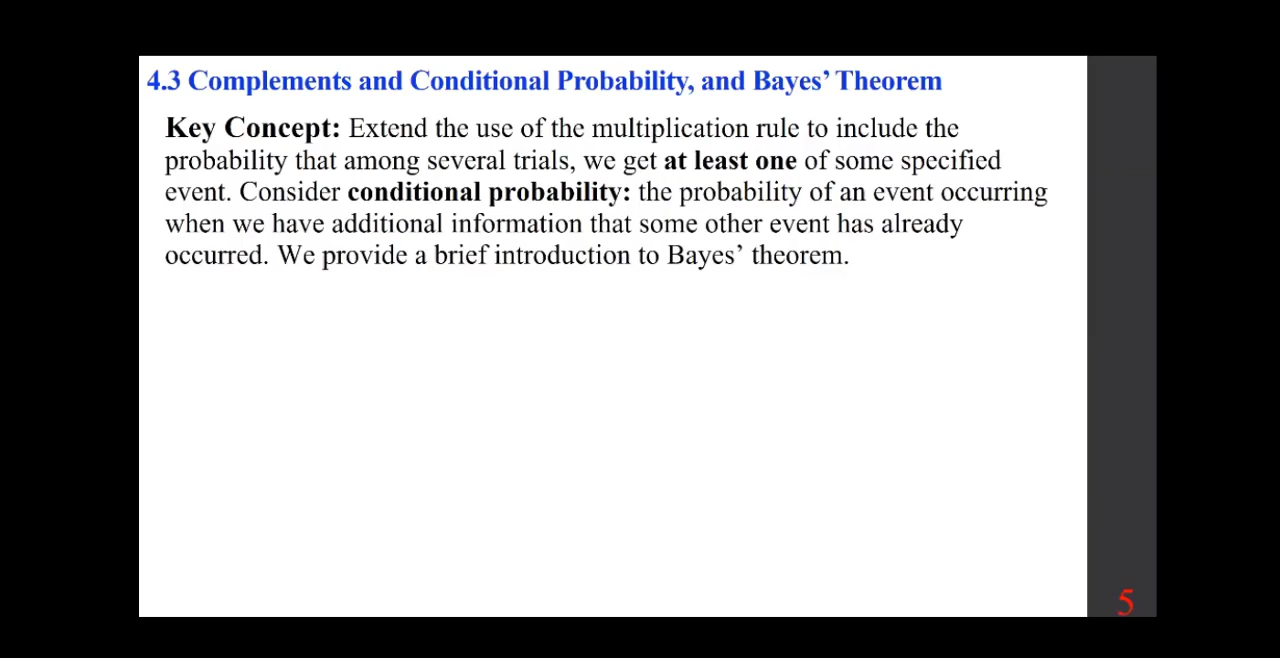 4.3 Complements and Conditional Probability, and Bayes’ Theorem
Key Concept: Extend the use of the multiplication rule to include the
probability that among several trials, we get at least one of some specified
event. Consider conditional probability: the probability of an event occurring
when we have additional information that some other event has already
occurred. We provide a brief introduction to Bayes’ theorem.
5